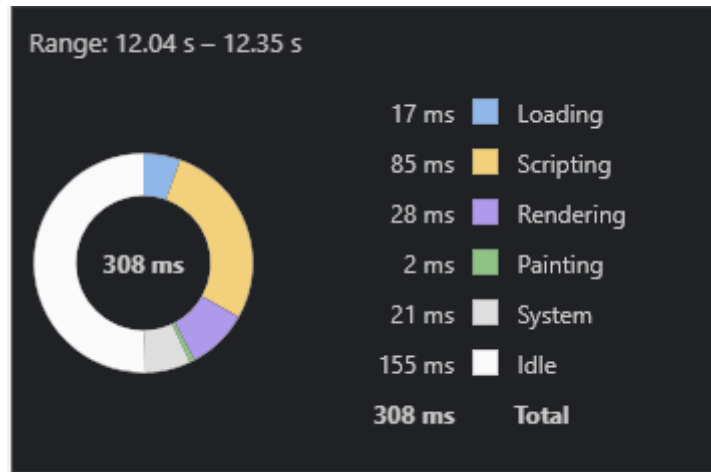 Range: 12.04 s – 12.35 s
17 ms Loading
85 ms Scripting
28 ms Rendering
308 ms
2 ms Painting
21 ms System
155 ms Idle
308 ms Total